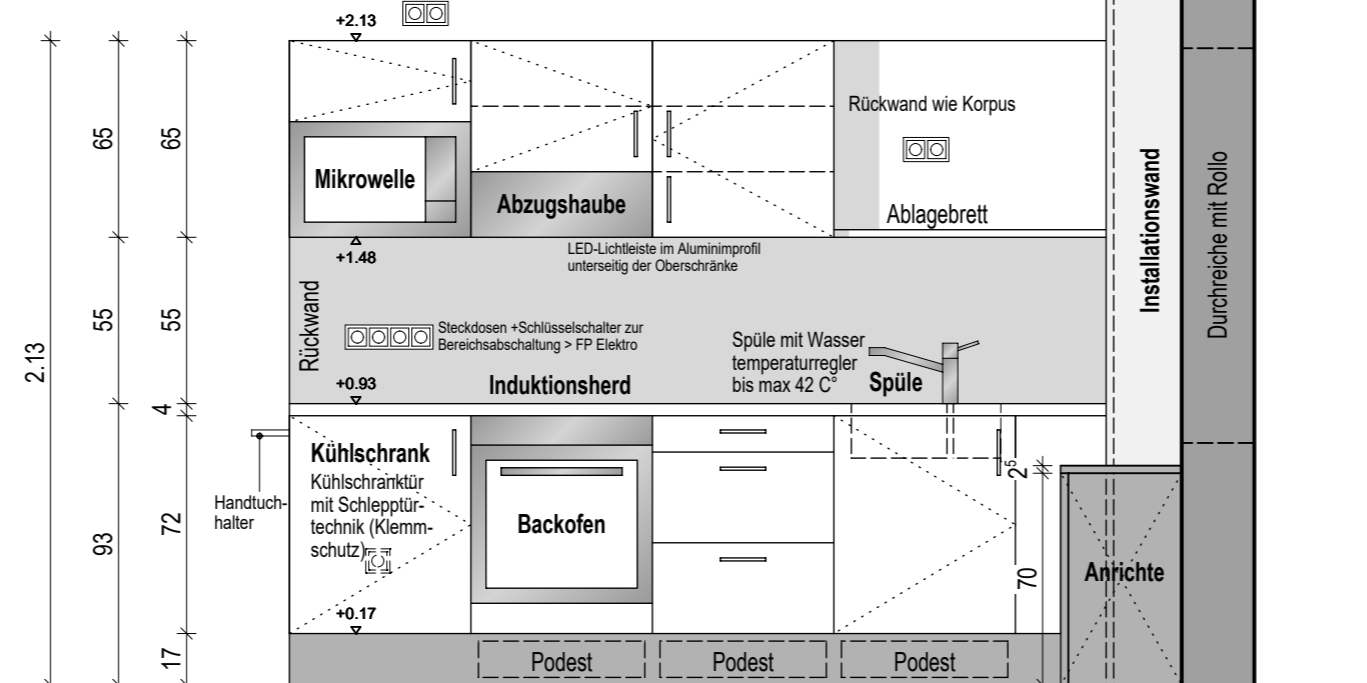 +2.13
65
65
Mikrowelle
Abzugshaube
Rückwand wie Korpus
Ablagebrett
Installationswand
Durchreiche mit Rollo
+1.48
LED-Lichtleiste im Aluminimprofil
unterseitig der Oberschränke
2.13
55
55
Rückwand
Steckdosen +Schlüsselschalter zur
Bereichsabschaltung > FP Elektro
Spüle mit Wasser
temperaturregler
bis max 42 C°
Spüle
+0.93
Induktionsherd
4
93
72
Handtuch-
halter
Kühlschrank
Kühlschranktür
mit Schlepptür-
technik (Klemm-
schutz)
Backofen
2⁵
70
Anrichte
+0.17
17
Podest
Podest
Podest